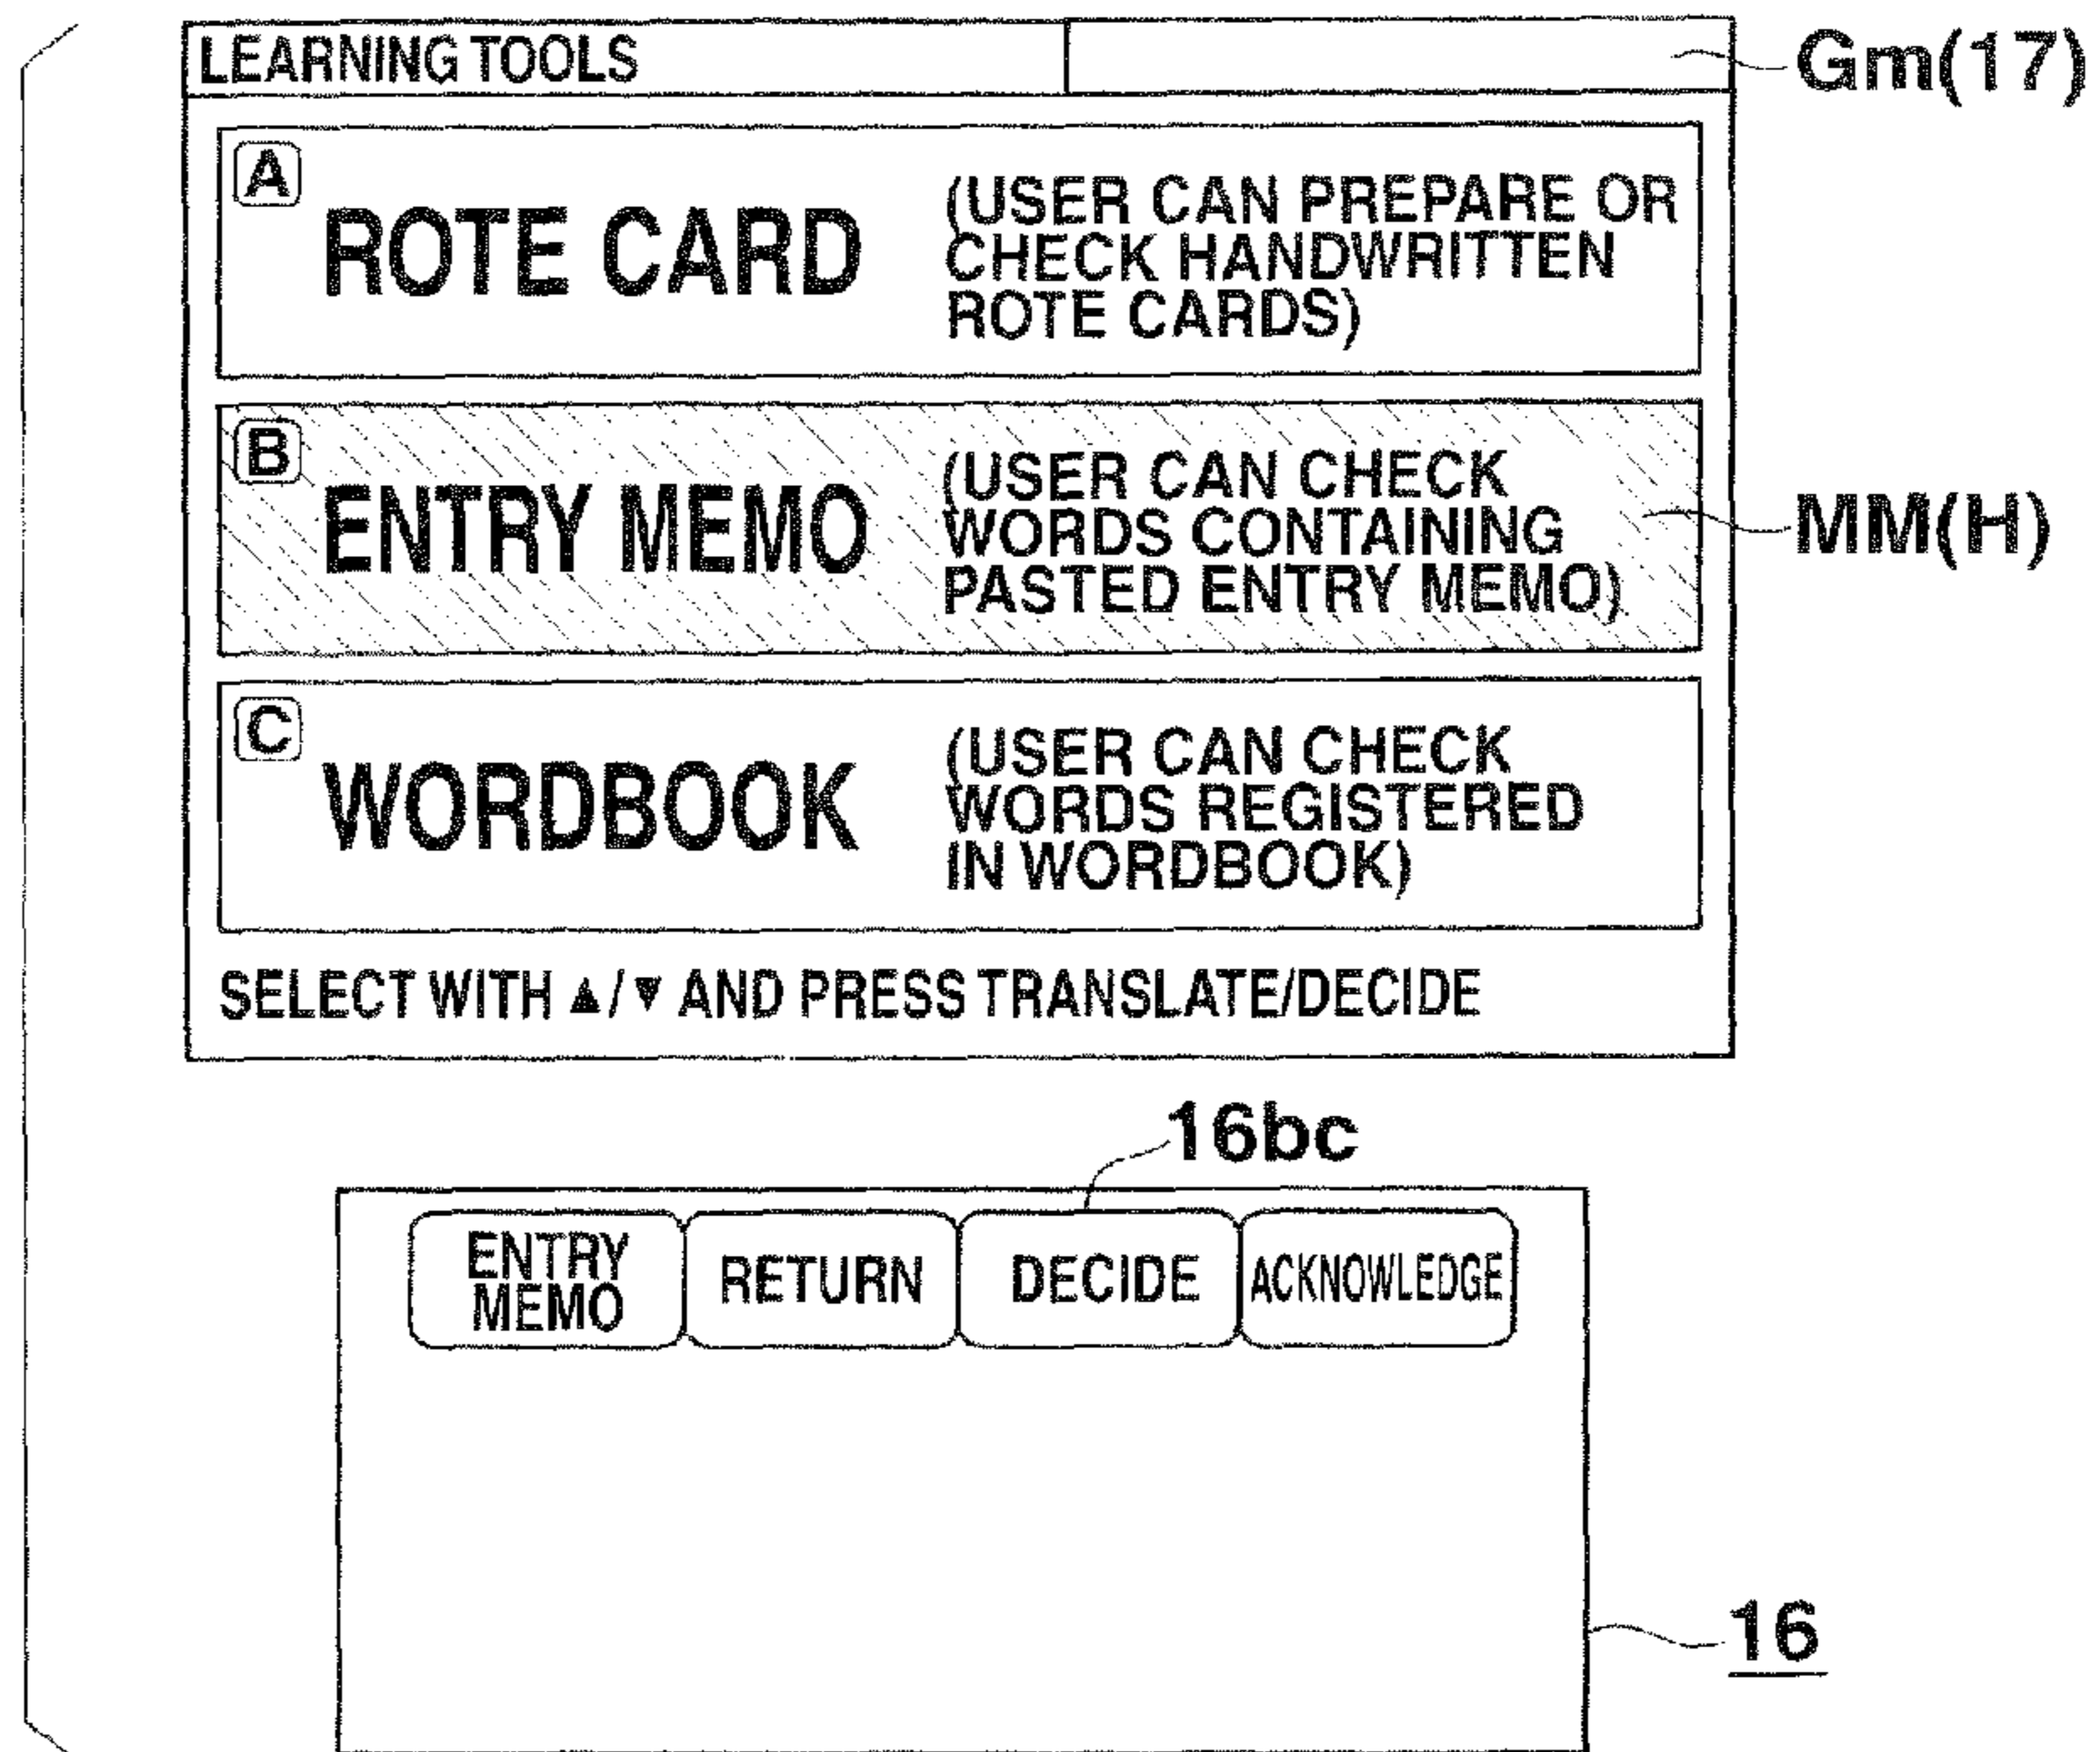 LEARNING TOOLS
Gm(17)
A
ROTE CARD
(USER CAN PREPARE OR
CHECK HANDWRITTEN
ROTE CARDS)
B
ENTRY MEMO
(USER CAN CHECK
WORDS CONTAINING
PASTED ENTRY MEMO)
MM(H)
C
WORDBOOK
(USER CAN CHECK
WORDS REGISTERED
IN WORDBOOK)
SELECT WITH ▲/▼ AND PRESS TRANSLATE/DECIDE
16bc
ENTRY
MEMO
RETURN
DECIDE
ACKNOWLEDGE
16